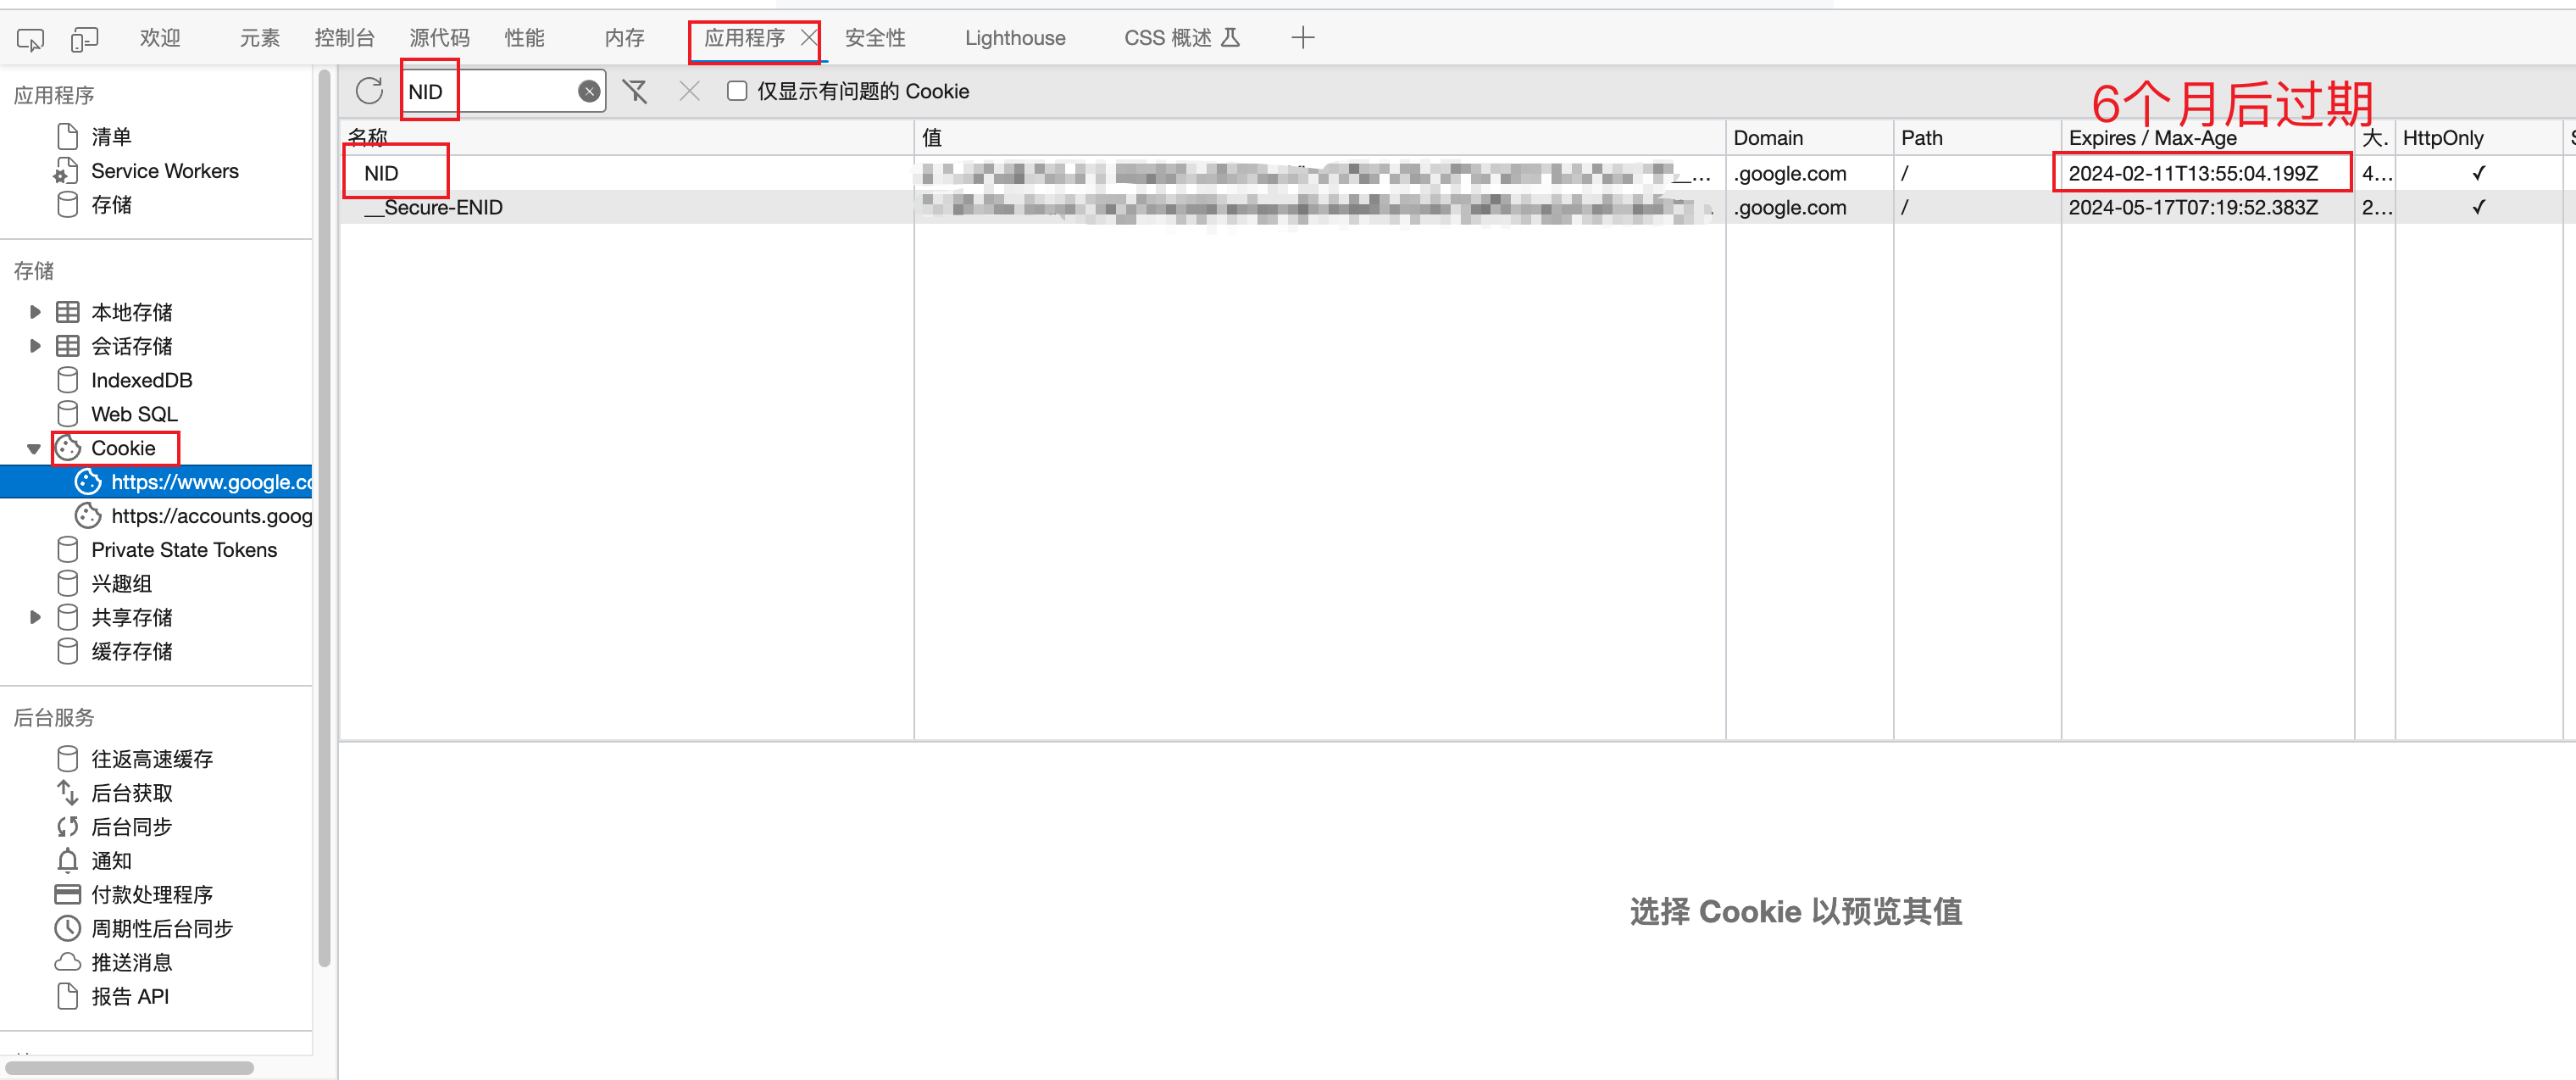 欢迎 元素 控制台 源代码 性能 内存 应用程序 安全性 Lighthouse CSS 概述
应用程序
清单
Service Workers
存储
存储
本地存储
会话存储
IndexedDB
Web SQL
Cookie
https://www.google.co
https://accounts.goog
Private State Tokens
兴趣组
共享存储
缓存存储
后台服务
往返高速缓存
后台获取
后台同步
通知
付款处理程序
周期性后台同步
推送消息
报告 API
NID 仅显示有问题的 Cookie
6个月后过期
名称 值 Domain Path Expires / Max-Age 大. HttpOnly
NID ... .google.com / 2024-02-11T13:55:04.199Z 4... ✓
__Secure-ENID .google.com / 2024-05-17T07:19:52.383Z 2... ✓
选择 Cookie 以预览其值